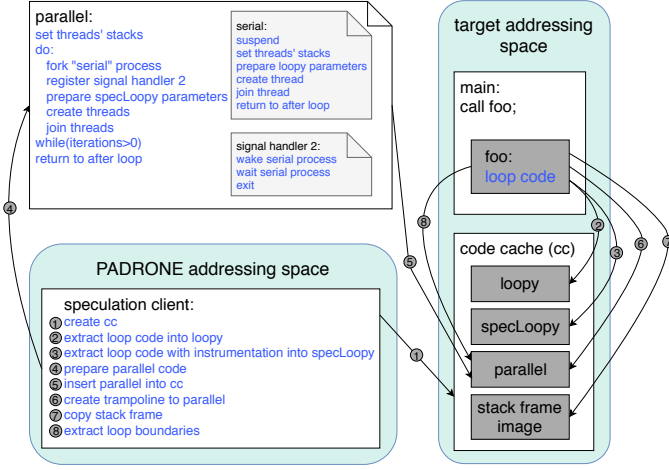 parallel:
set threads' stacks
do:
fork "serial" process
register signal handler 2
prepare specLoopy parameters
create threads
join threads
while(iterations>0)
return to after loop
serial:
suspend
set threads' stacks
prepare loopy parameters
create thread
join thread
return to after loop
signal handler 2:
wake serial process
wait serial process
exit
target addressing
space
main:
call foo;
foo:
loop code
code cache (cc)
loopy
specLoopy
parallel
stack frame
image
PADRONE addressing space
speculation client:
1 create cc
2 extract loop code into loopy
3 extract loop code with instrumentation into specLoopy
4 prepare parallel code
5 insert parallel into cc
6 create trampoline to parallel
7 copy stack frame
8 extract loop boundaries
4
5
1
8
2
3
6
7